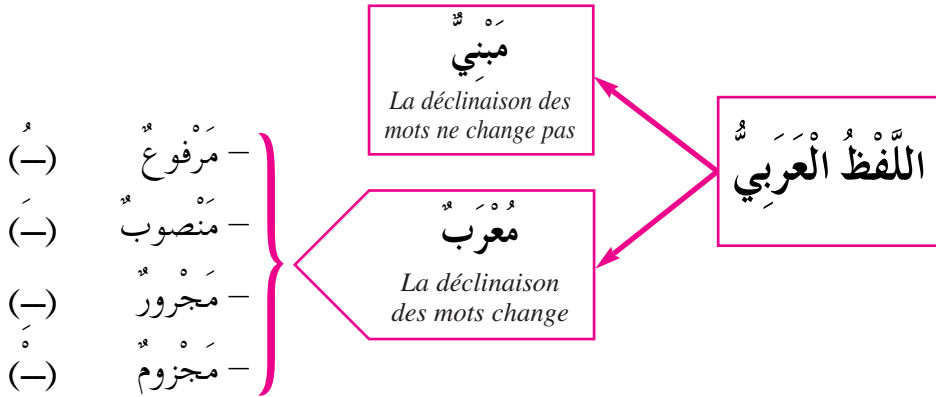 اللَّفْظُ الْعَرَبِيُّ
مَبْنِيٌّ
La déclinaison des
mots ne change pas
مُعْرَبٌ
La déclinaison
des mots change
– مَرْفوعٌ (ـُ)
– مَنْصوبٌ (ـَ)
– مَجْرورٌ (ـِ)
– مَجْزومٌ (ـْ)